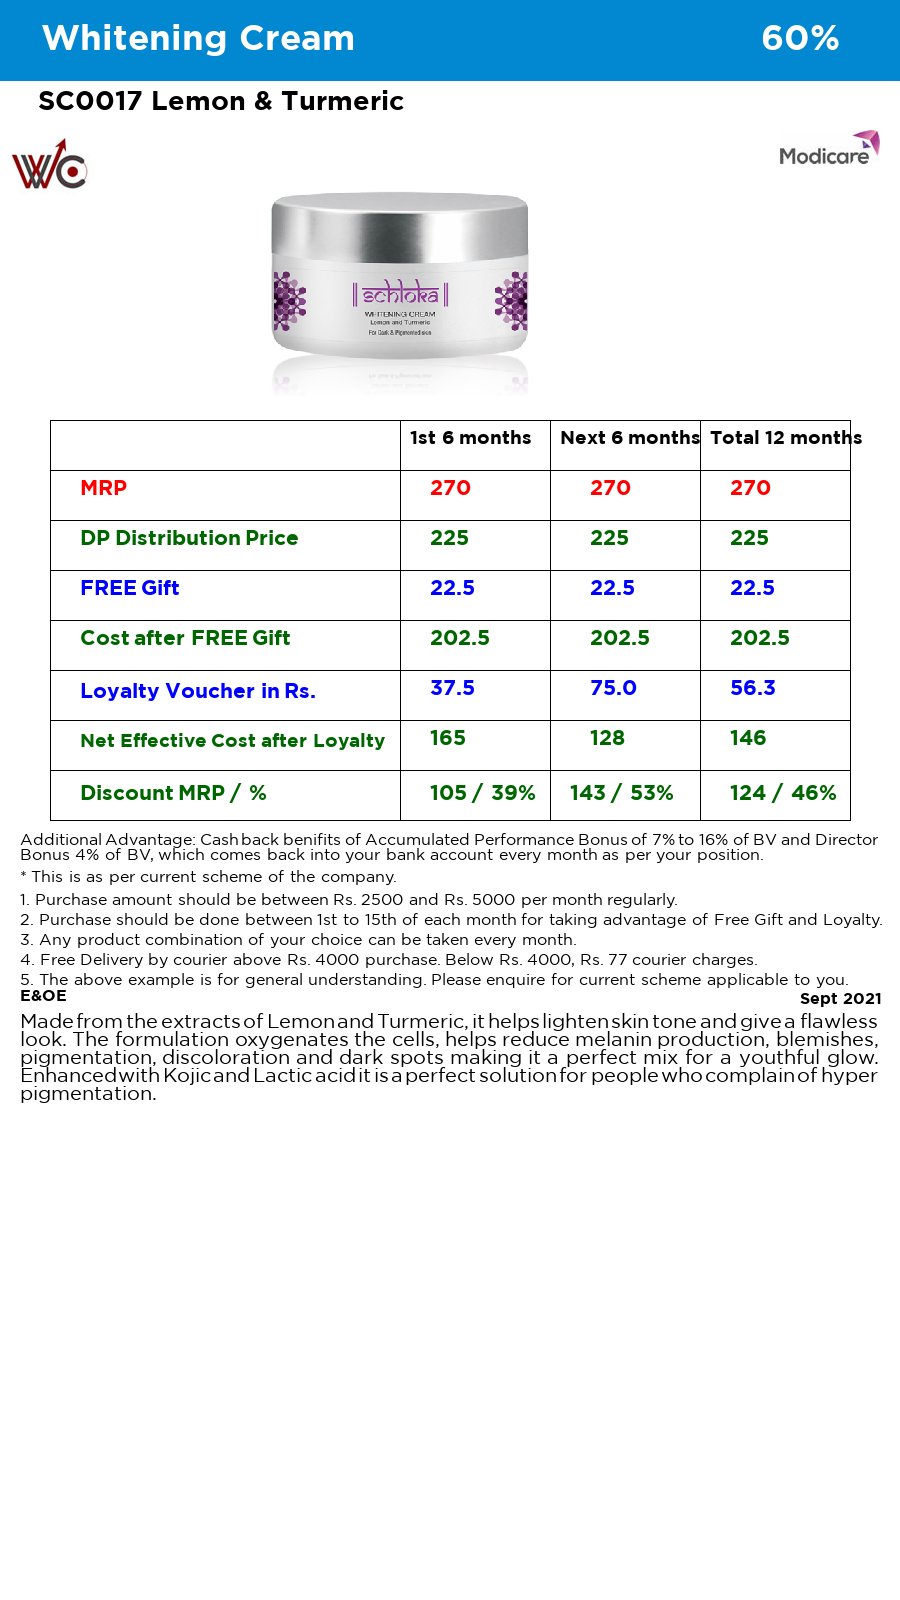 Whitening Cream 60%
SC0017 Lemon & Turmeric
WC
Modicare
schloka
WHITENING CREAM
Lemon and Turmeric
For Dark & Pigmented skin
1st 6 months Next 6 months Total 12 months
MRP 270 270 270
DP Distribution Price 225 225 225
FREE Gift 22.5 22.5 22.5
Cost after FREE Gift 202.5 202.5 202.5
Loyalty Voucher in Rs. 37.5 75.0 56.3
Net Effective Cost after Loyalty 165 128 146
Discount MRP / % 105 / 39% 143 / 53% 124 / 46%
Additional Advantage: Cashback benifits of Accumulated Performance Bonus of 7% to 16% of BV and Director
Bonus 4% of BV, which comes back into your bank account every month as per your position.
* This is as per current scheme of the company.
1. Purchase amount should be between Rs. 2500 and Rs. 5000 per month regularly.
2. Purchase should be done between 1st to 15th of each month for taking advantage of Free Gift and Loyalty.
3. Any product combination of your choice can be taken every month.
4. Free Delivery by courier above Rs. 4000 purchase. Below Rs. 4000, Rs. 77 courier charges.
5. The above example is for general understanding. Please enquire for current scheme applicable to you.
E&OE Sept 2021
Made from the extracts of Lemon and Turmeric, it helps lighten skin tone and give a flawless
look. The formulation oxygenates the cells, helps reduce melanin production, blemishes,
pigmentation, discoloration and dark spots making it a perfect mix for a youthful glow.
Enhanced with Kojic and Lactic acid it is a perfect solution for people who complain of hyper
pigmentation.